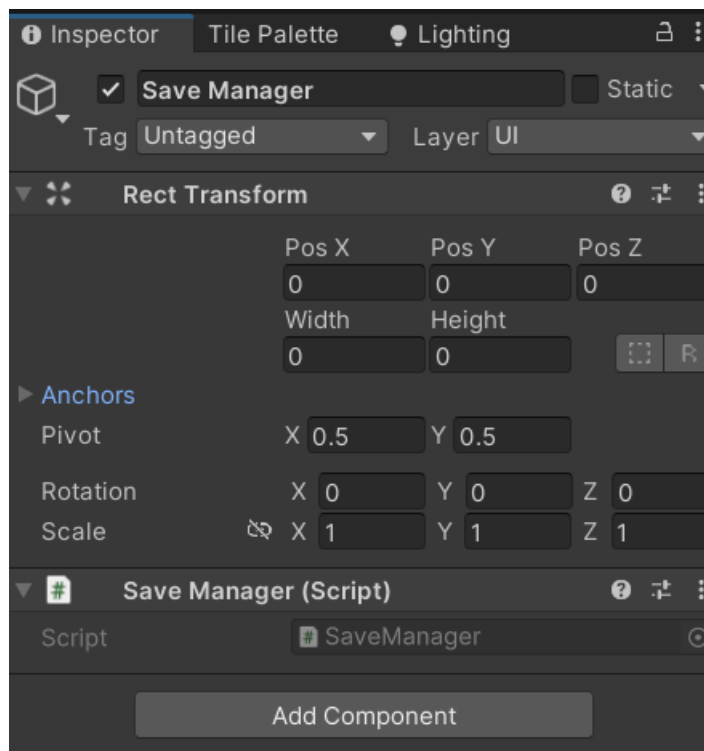 Inspector Tile Palette Lighting
Save Manager Static
Tag Untagged Layer UI
Rect Transform
Pos X Pos Y Pos Z
0 0 0
Width Height
0 0 R
Anchors
Pivot X 0.5 Y 0.5
Rotation X 0 Y 0 Z 0
Scale X 1 Y 1 Z 1
# Save Manager (Script)
Script # SaveManager
Add Component